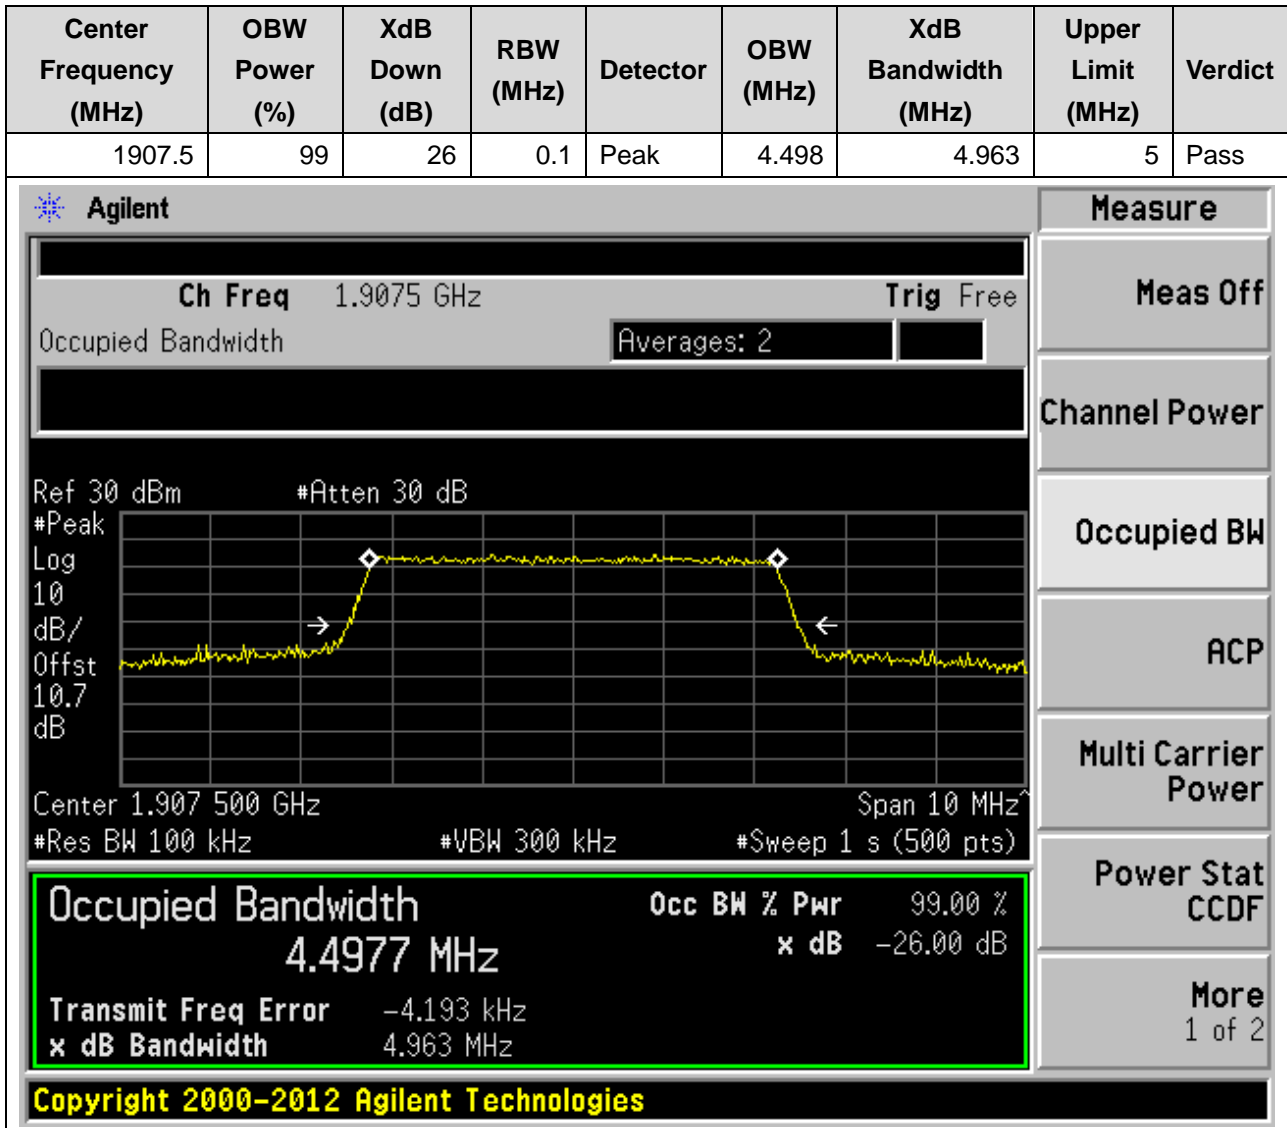 Center Frequency (MHz) OBW Power (%) XdB Down (dB) RBW (MHz) Detector OBW (MHz) XdB Bandwidth (MHz) Upper Limit (MHz) Verdict
1907.5 99 26 0.1 Peak 4.498 4.963 5 Pass
Agilent
Measure
Ch Freq 1.9075 GHz Trig Free
Meas Off
Occupied Bandwidth Averages: 2
Channel Power
Ref 30 dBm #Atten 30 dB
#Peak
Log
10
dB/
Offst
10.7
dB
Occupied BW
ACP
Multi Carrier
Power
Center 1.907 500 GHz Span 10 MHz^
#Res BW 100 kHz #VBW 300 kHz #Sweep 1 s (500 pts)
Power Stat
CCDF
Occupied Bandwidth Occ BW % Pwr 99.00 %
4.4977 MHz x dB -26.00 dB
Transmit Freq Error -4.193 kHz
x dB Bandwidth 4.963 MHz
More
1 of 2
Copyright 2000-2012 Agilent Technologies